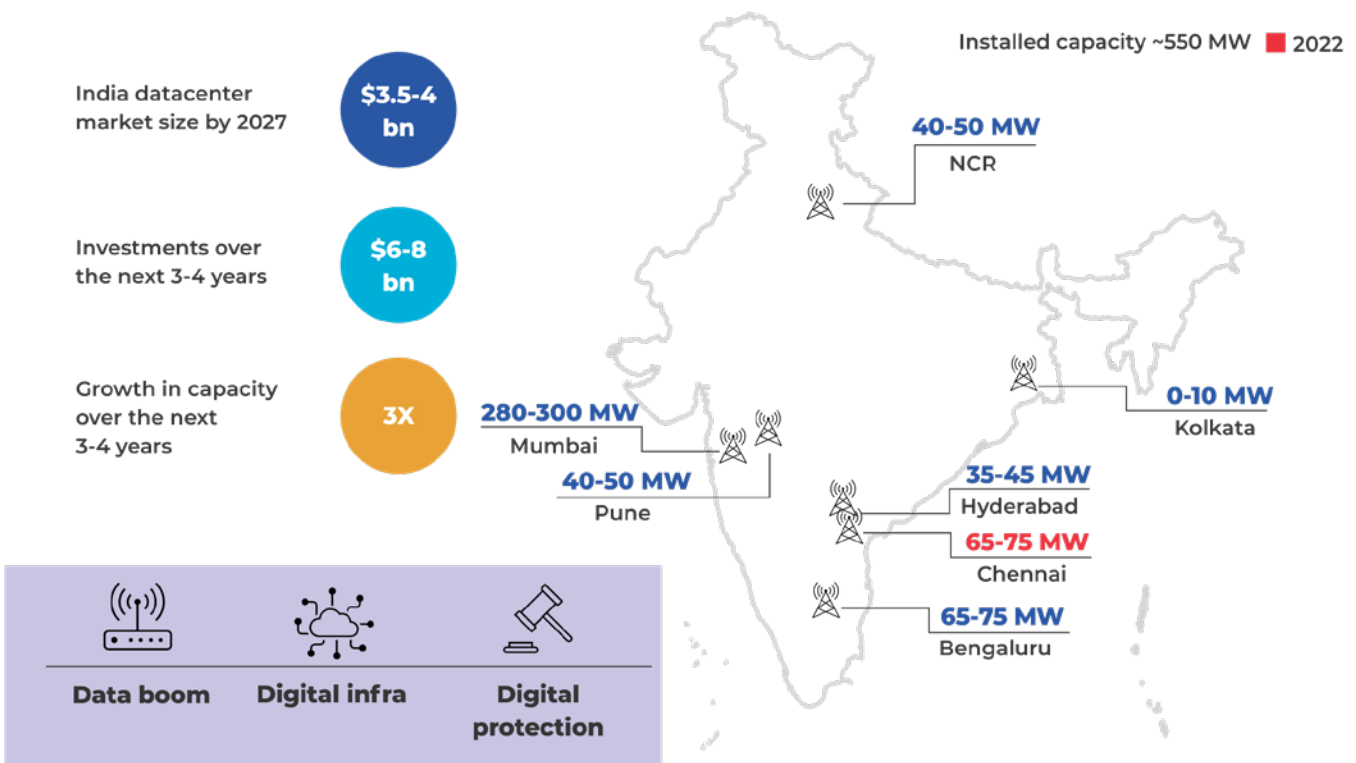 India datacenter
market size by 2027
$3.5-4
bn
Investments over
the next 3-4 years
$6-8
bn
Growth in capacity
over the next
3-4 years
3X
Installed capacity ~550 MW 2022
40-50 MW
NCR
0-10 MW
Kolkata
280-300 MW
Mumbai
40-50 MW
Pune
35-45 MW
Hyderabad
65-75 MW
Chennai
65-75 MW
Bengaluru
Data boom
Digital infra
Digital
protection